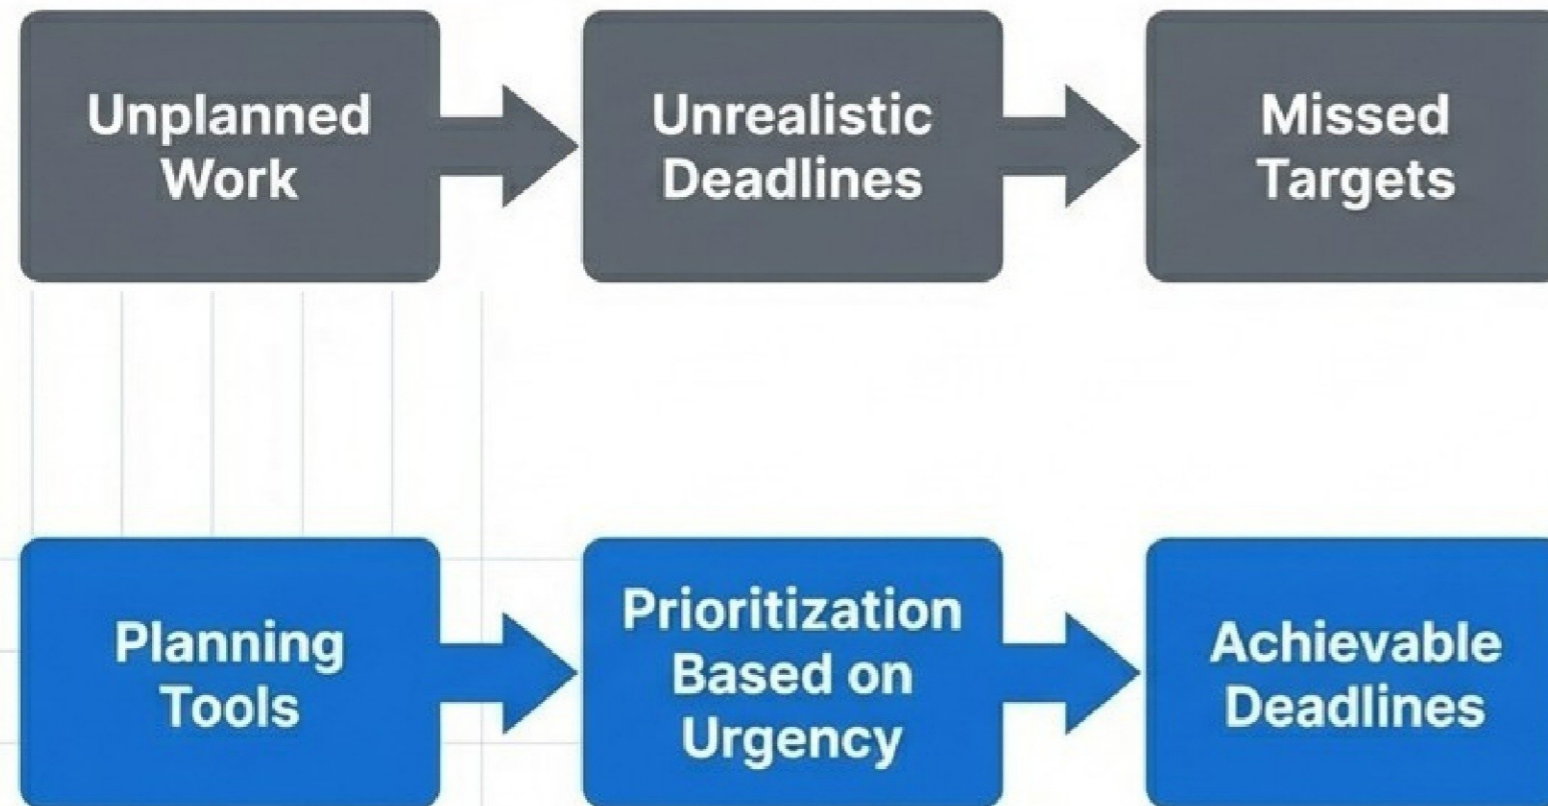 Unplanned
Work
Unrealistic
Deadlines
Missed
Targets
Planning
Tools
Prioritization
Based on
Urgency
Achievable
Deadlines